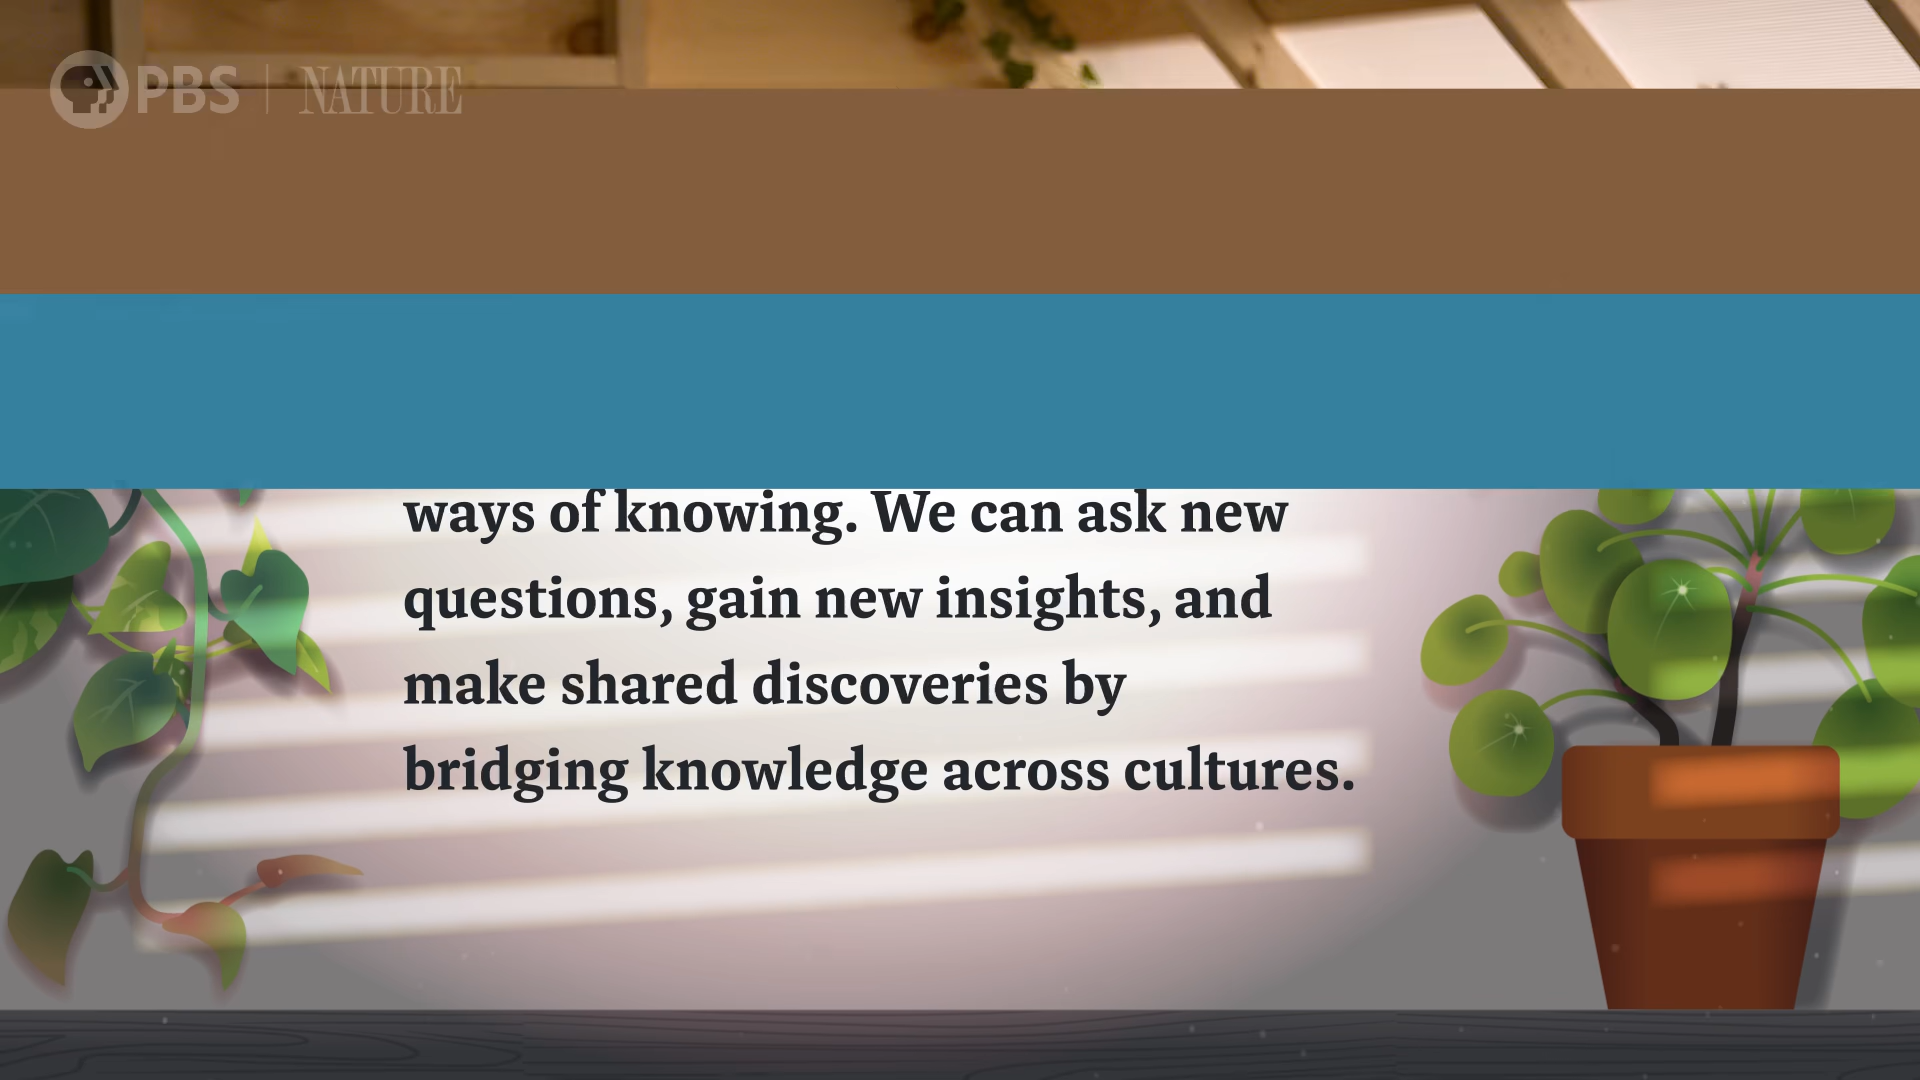 PBS | NATURE
ways of knowing. We can ask new
questions, gain new insights, and
make shared discoveries by
bridging knowledge across cultures.